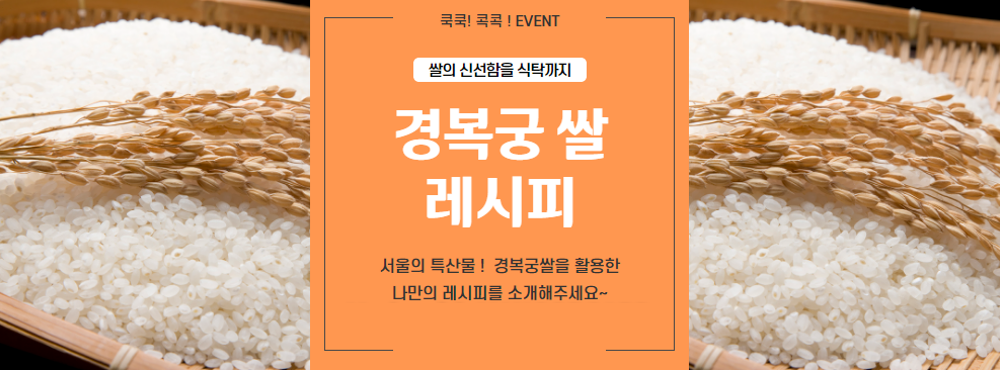 쿡쿡! 콕콕 ! EVENT
쌀의 신선함을 식탁까지
경복궁 쌀
레시피
서울의 특산물 ! 경복궁쌀을 활용한
나만의 레시피를 소개해주세요~